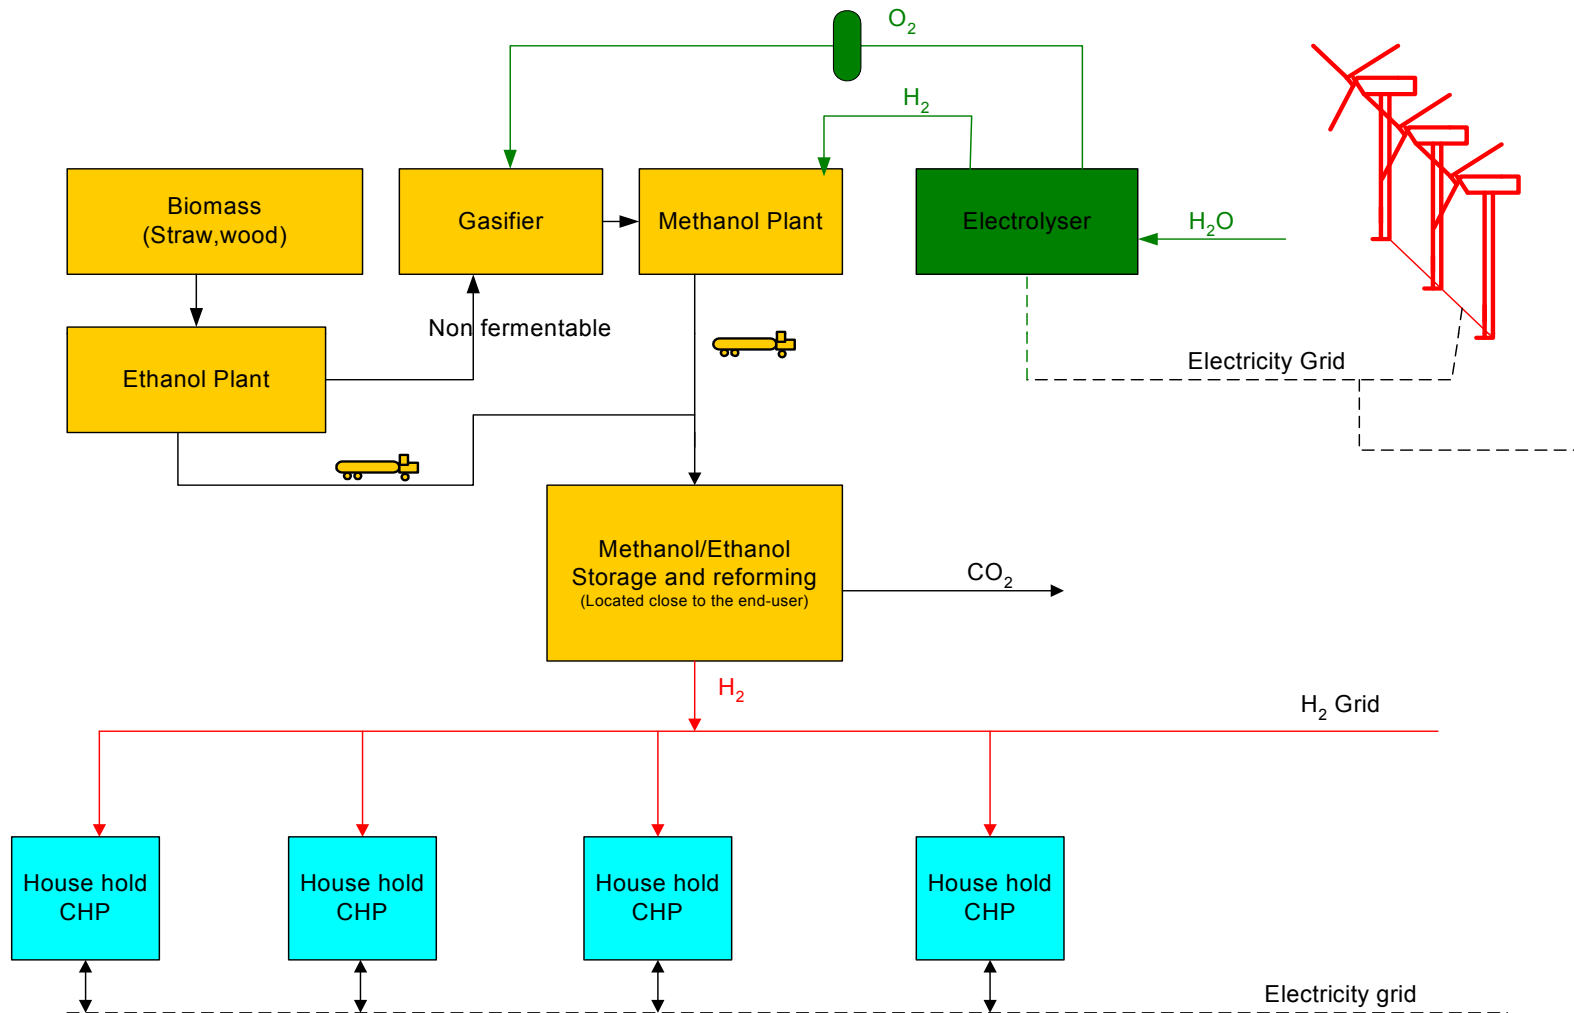 O₂
H₂
Biomass
(Straw,wood)
Gasifier
Methanol Plant
Electrolyser
H₂O
Non fermentable
Ethanol Plant
Electricity Grid
Methanol/Ethanol
Storage and reforming
(Located close to the end-user)
CO₂
H₂
H₂ Grid
House hold
CHP
House hold
CHP
House hold
CHP
House hold
CHP
Electricity grid